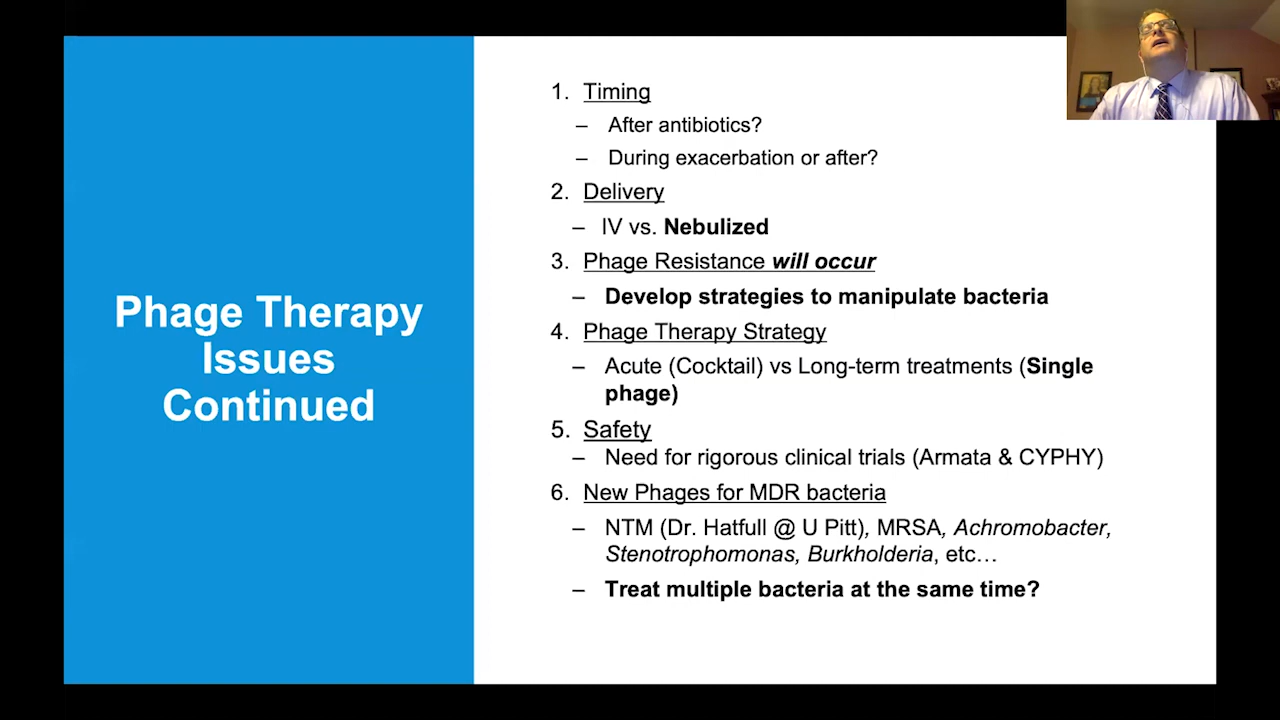 Phage Therapy
Issues
Continued
1. Timing
– After antibiotics?
– During exacerbation or after?
2. Delivery
– IV vs. Nebulized
3. Phage Resistance will occur
– Develop strategies to manipulate bacteria
4. Phage Therapy Strategy
– Acute (Cocktail) vs Long-term treatments (Single
phage)
5. Safety
– Need for rigorous clinical trials (Armata & CYPHY)
6. New Phages for MDR bacteria
– NTM (Dr. Hatfull @ U Pitt), MRSA, Achromobacter,
Stenotrophomonas, Burkholderia, etc…
– Treat multiple bacteria at the same time?